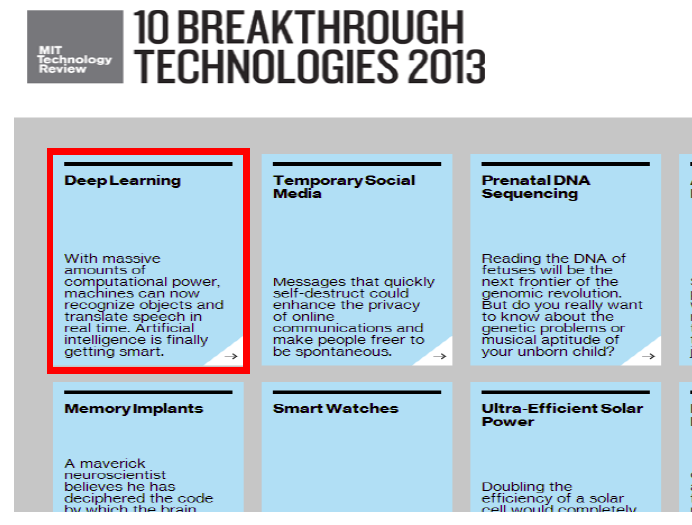 MIT
Technology
Review
10 BREAKTHROUGH
TECHNOLOGIES 2013
Deep Learning
With massive
amounts of
computational power,
machines can now
recognize objects and
translate speech in
real time. Artificial
intelligence is finally
getting smart.
Temporary Social
Media
Messages that quickly
self-destruct could
enhance the privacy
of online
communications and
make people freer to
be spontaneous.
Prenatal DNA
Sequencing
Reading the DNA of
fetuses will be the
next frontier of the
genomic revolution.
But do you really want
to know about the
genetic problems or
musical aptitude of
your unborn child?
Memory Implants
A maverick
neuroscientist
believes he has
deciphered the code
by which the brain
Smart Watches
Ultra-Efficient Solar
Power
Doubling the
efficiency of a solar
cell would completely